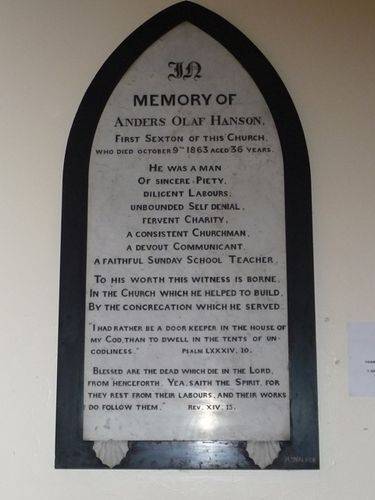 IN
MEMORY OF
ANDERS OLAF HANSON,
FIRST SEXTON OF THIS CHURCH,
WHO DIED OCTOBER 9TH 1863 AGED 36 YEARS.
HE WAS A MAN
OF SINCERE PIETY,
DILIGENT LABOURS,
UNBOUNDED SELF DENIAL,
FERVENT CHARITY,
A CONSISTENT CHURCHMAN,
A DEVOUT COMMUNICANT
A FAITHFUL SUNDAY SCHOOL TEACHER.
TO HIS WORTH THIS WITNESS IS BORNE,
IN THE CHURCH WHICH HE HELPED TO BUILD,
BY THE CONGREGATION WHICH HE SERVED
"I HAD RATHER BE A DOOR KEEPER IN THE HOUSE OF
MY GOD, THAN TO DWELL IN THE TENTS OF UN-
GODLINESS." PSALM LXXXIV, 10.
BLESSED ARE THE DEAD WHICH DIE IN THE LORD,
FROM HENCEFORTH. YEA, SAITH THE SPIRIT, FOR
THEY REST FROM THEIR LABOURS, AND THEIR WORKS
DO FOLLOW THEM." REV. XIV, 13.